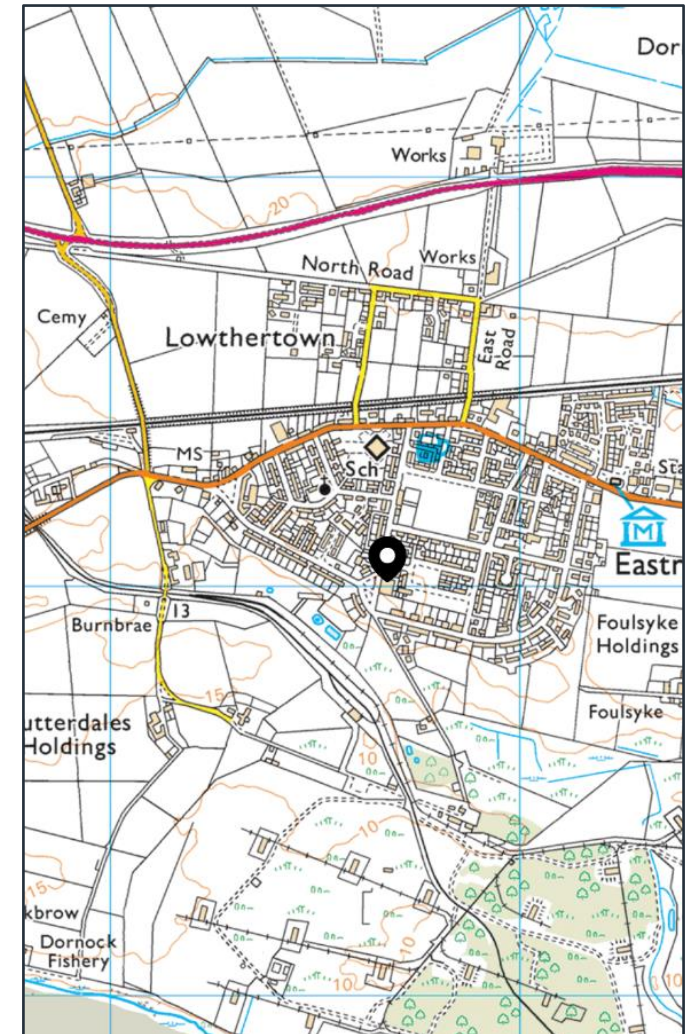 Dor
Works
20
North Road
Works
Cemy
Lowthertown
East
Road
MS
Sch
Sta
M
Eastr
Burnbrae
13
Foulsyke
Holdings
15
Foulsyke
utterdales
Holdings
10
10
10
15
kbrow
Dornock
Fishery
10
10